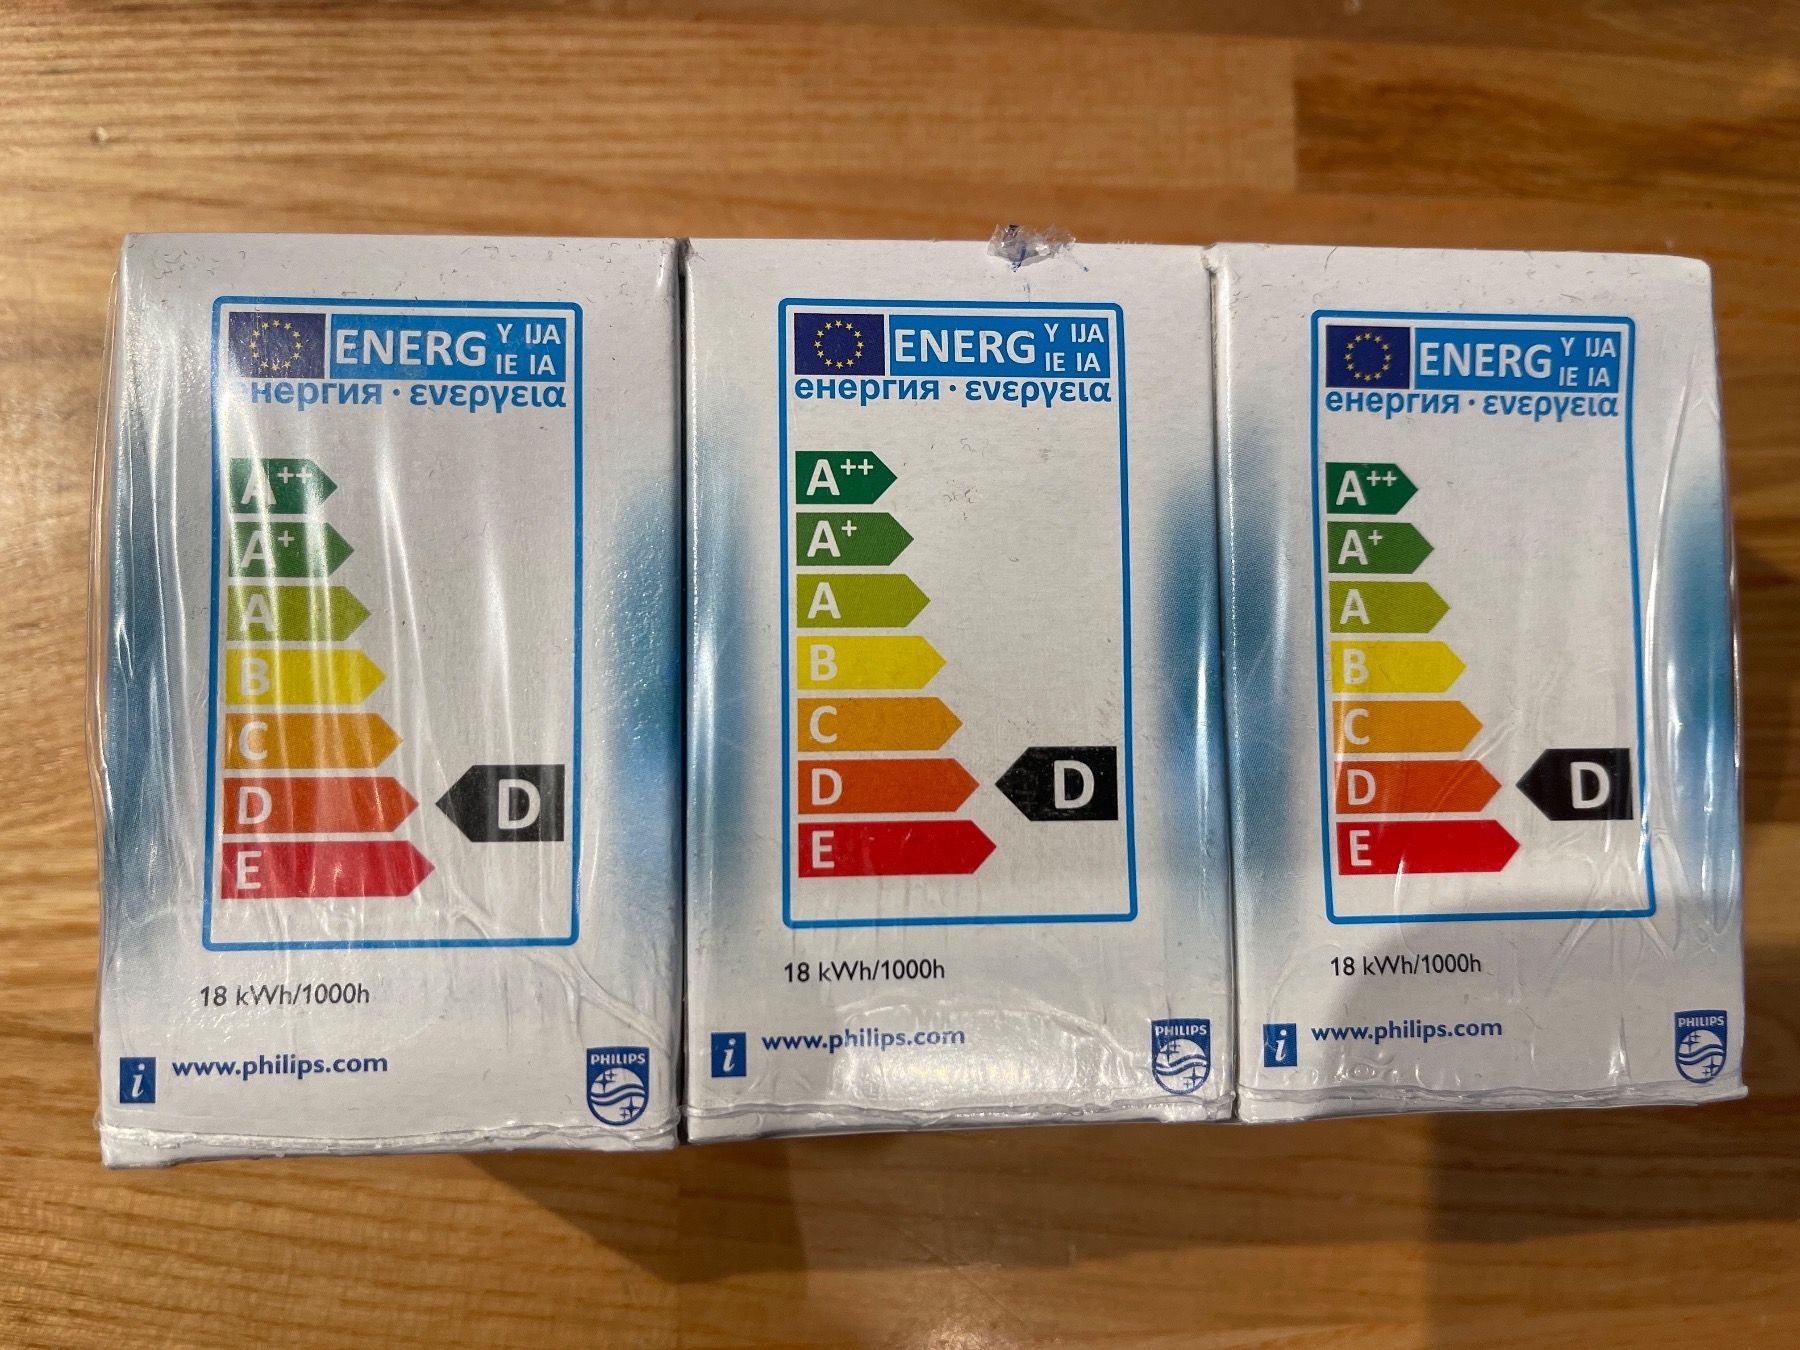 ENERG Y IJA
IE IA
енергия · ενεργεια
A++
A+
A
B
C
D
D
E
18 kWh/1000h
i www.philips.com
PHILIPS
ENERG Y IJA
IE IA
енергия · ενεργεια
A++
A+
A
B
C
D
D
E
18 kWh/1000h
i www.philips.com
PHILIPS
ENERG Y IJA
IE IA
енергия · ενεργεια
A++
A+
A
B
C
D
D
E
18 kWh/1000h
i www.philips.com
PHILIPS